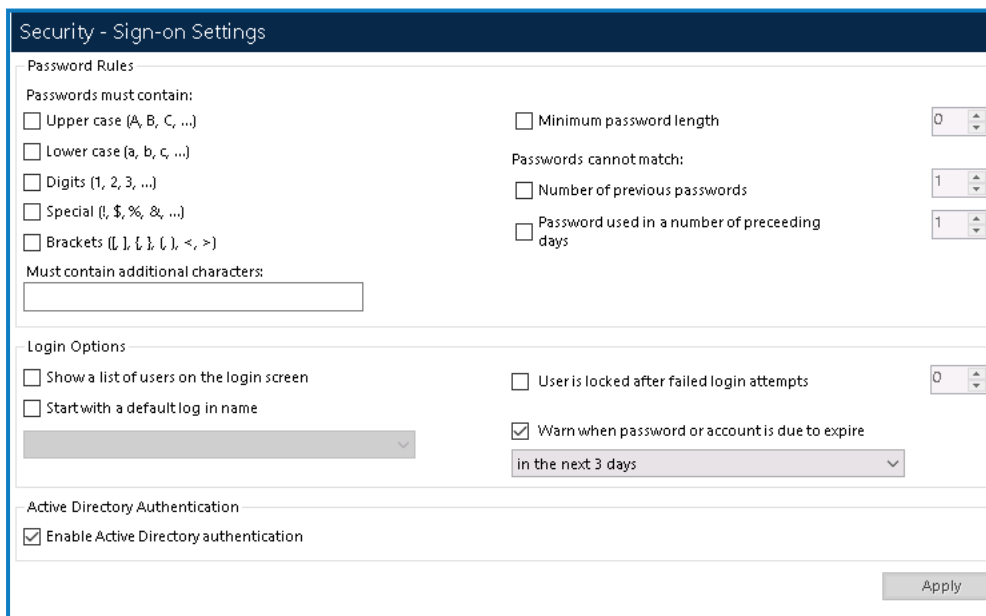 Security - Sign-on Settings
Password Rules
Passwords must contain:
Upper case (A, B, C, ...)
Lower case (a, b, c, ...)
Digits (1, 2, 3, ...)
Special (!, $, %, &, ...)
Brackets ([, ], {, }, (, ), <, >)
Must contain additional characters:
Minimum password length
0
Passwords cannot match:
Number of previous passwords
1
Password used in a number of preceeding
days
1
Login Options
Show a list of users on the login screen
Start with a default log in name
User is locked after failed login attempts
0
Warn when password or account is due to expire
in the next 3 days
Active Directory Authentication
Enable Active Directory authentication
Apply